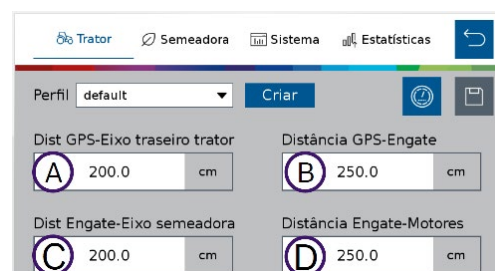 Trator Semeadora Sistema Estatísticas
Perfil default Criar
Dist GPS-Eixo traseiro trator Distância GPS-Engate
A 200.0 cm B 250.0 cm
Dist Engate-Eixo semeadora Distância Engate-Motores
C 200.0 cm D 250.0 cm